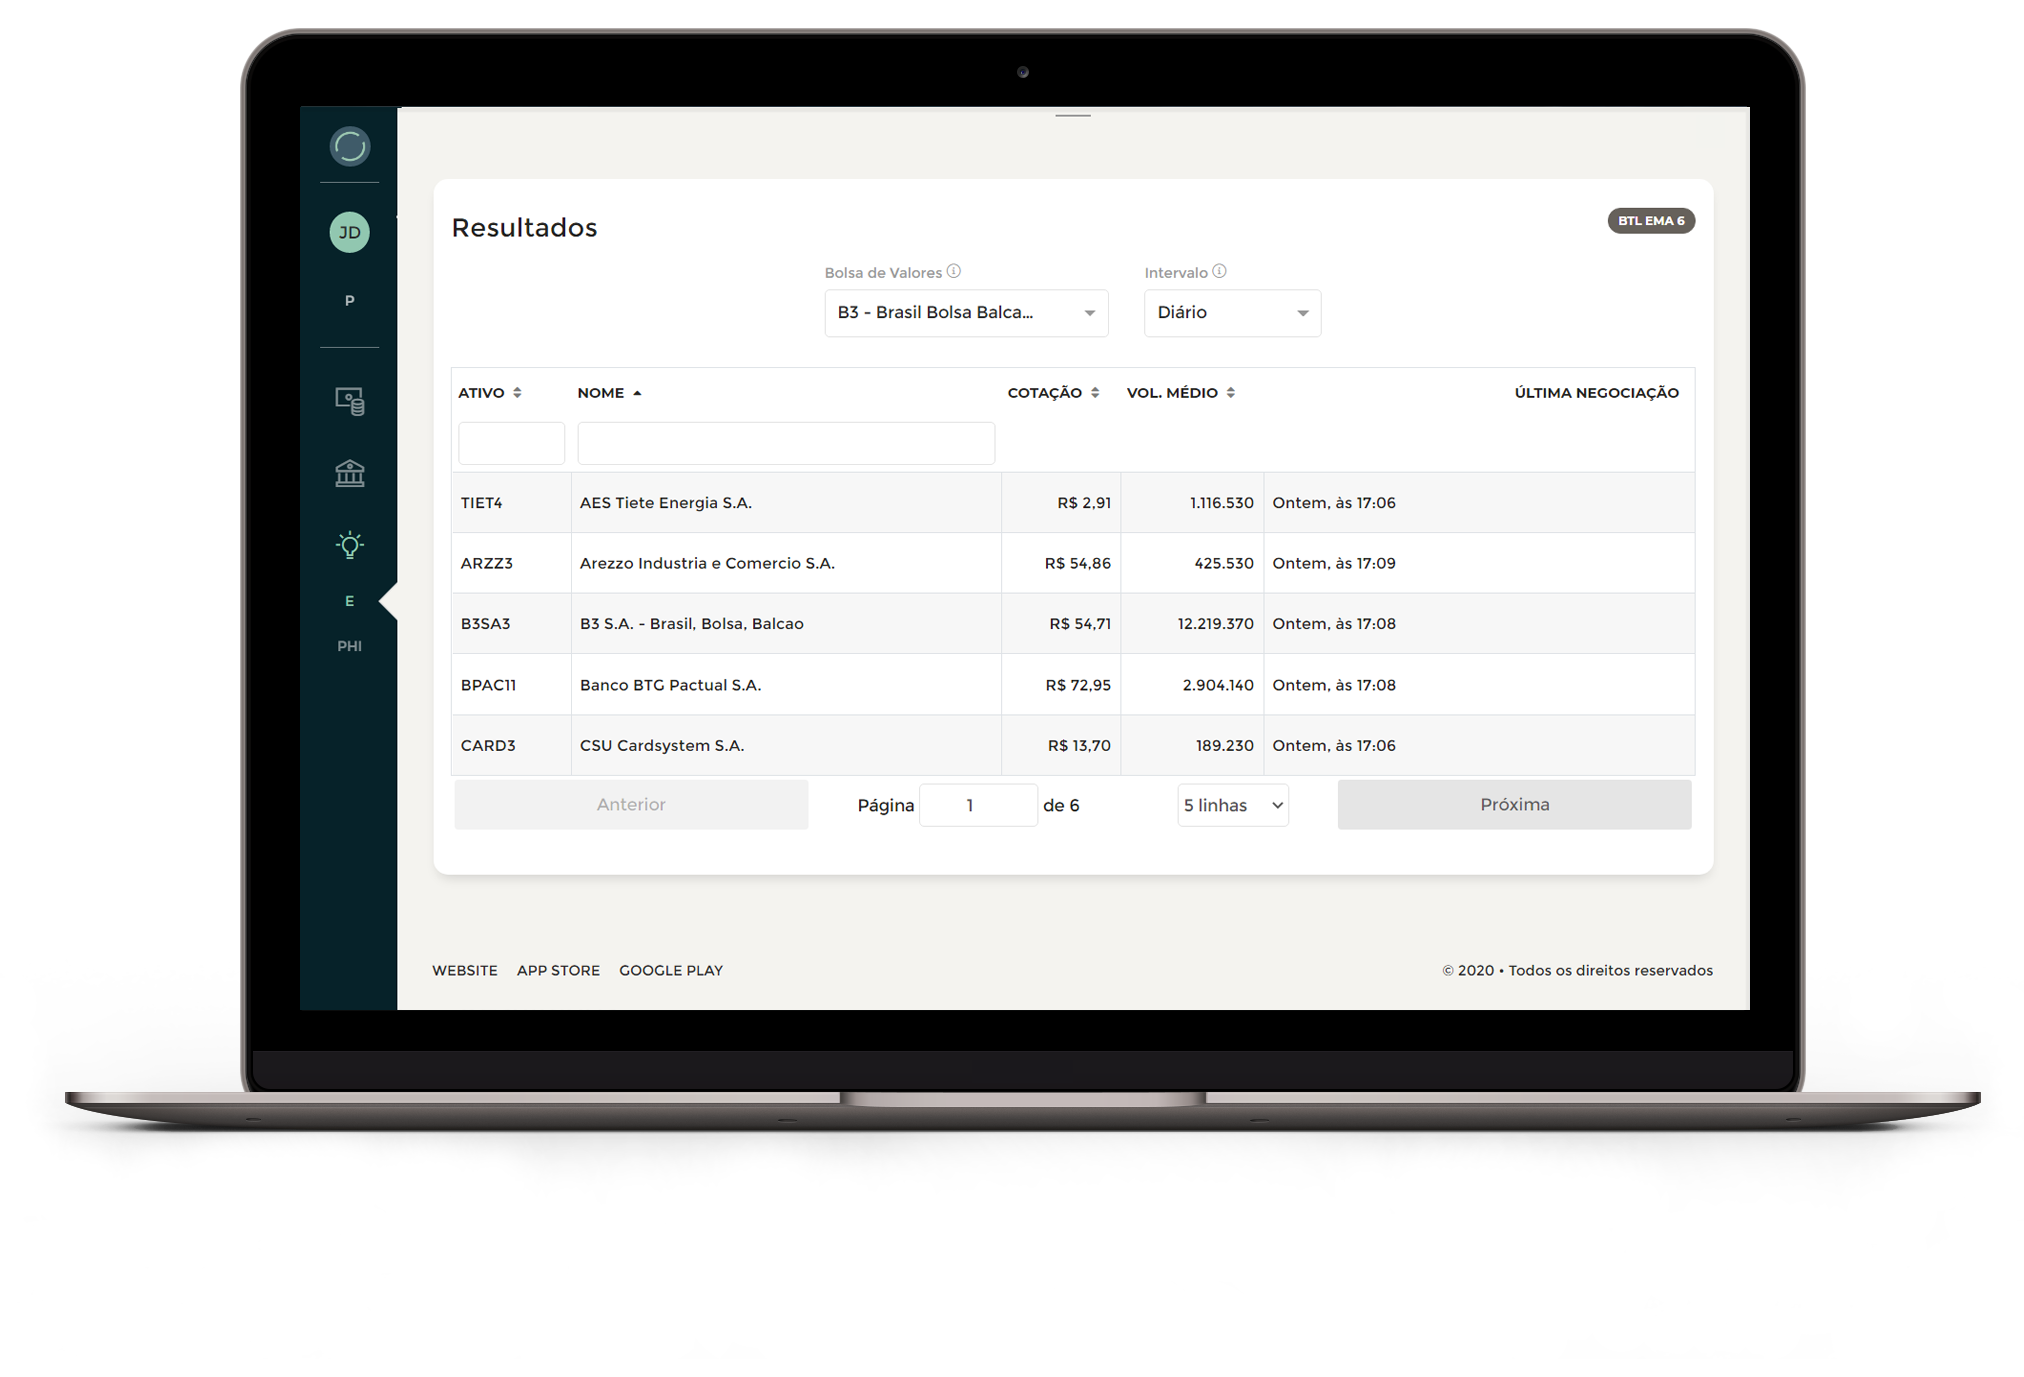 JD
P
E
PHI
Resultados
BTL EMA 6
Bolsa de Valores
Intervalo
B3 - Brasil Bolsa Balca...
Diário
ATIVO NOME COTAÇÃO VOL. MÉDIO ÚLTIMA NEGOCIAÇÃO
TIET4 AES Tiete Energia S.A. R$ 2,91 1.116.530 Ontem, às 17:06
ARZZ3 Arezzo Industria e Comercio S.A. R$ 54,86 425.530 Ontem, às 17:09
B3SA3 B3 S.A. - Brasil, Bolsa, Balcao R$ 54,71 12.219.370 Ontem, às 17:08
BPAC11 Banco BTG Pactual S.A. R$ 72,95 2.904.140 Ontem, às 17:08
CARD3 CSU Cardsystem S.A. R$ 13,70 189.230 Ontem, às 17:06
Anterior Página 1 de 6 5 linhas Próxima
WEBSITE APP STORE GOOGLE PLAY © 2020 • Todos os direitos reservados